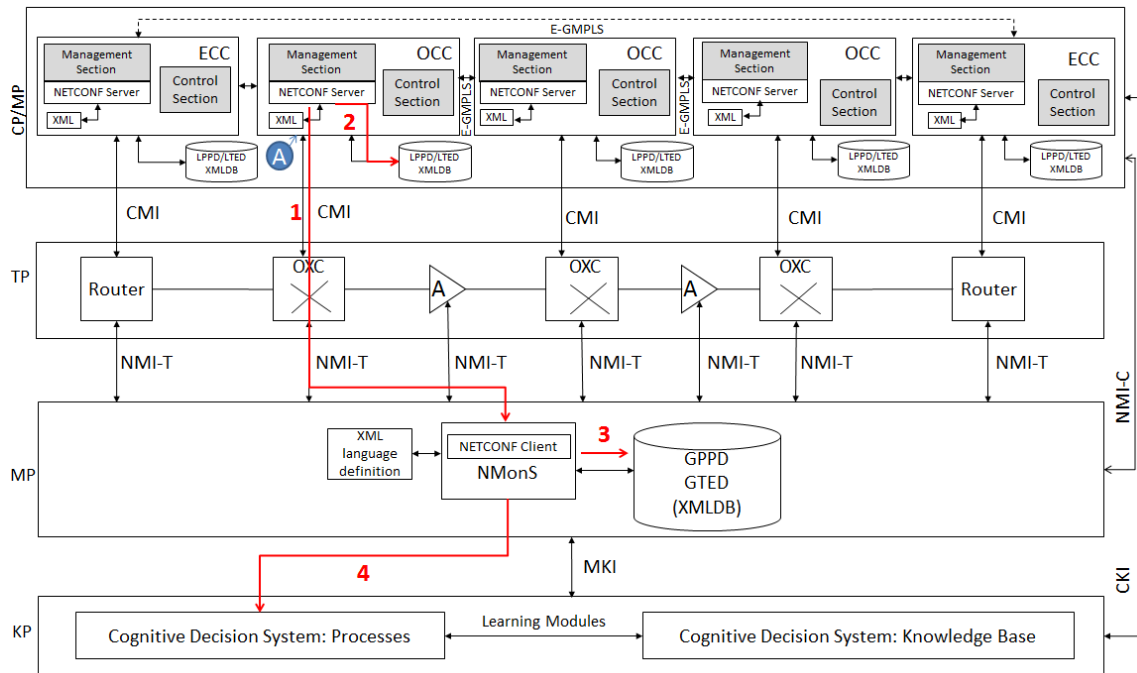 E-GMPLS
Management
Section
ECC
NETCONF Server
Control
Section
XML
LPPD/LTED
XMLDB
Management
Section
OCC
NETCONF Server
Control
Section
XML
2
A
LPPD/LTED
XMLDB
E-GMPLS
Management
Section
OCC
NETCONF Server
Control
Section
XML
LPPD/LTED
XMLDB
E-GMPLS
Management
Section
OCC
NETCONF Server
Control
Section
XML
LPPD/LTED
XMLDB
Management
Section
ECC
NETCONF Server
Control
Section
XML
LPPD/LTED
XMLDB
CP/MP
CMI
1
CMI
CMI
CMI
CMI
TP
Router
OXC
A
OXC
A
OXC
Router
NMI-T
NMI-T
NMI-T
NMI-T
NMI-T
NMI-T
NMI-T
NMI-C
MP
XML
language
definition
NETCONF Client
NMonS
3
GPPD
GTED
(XMLDB)
4
MKI
CKI
KP
Cognitive Decision System: Processes
Learning Modules
Cognitive Decision System: Knowledge Base